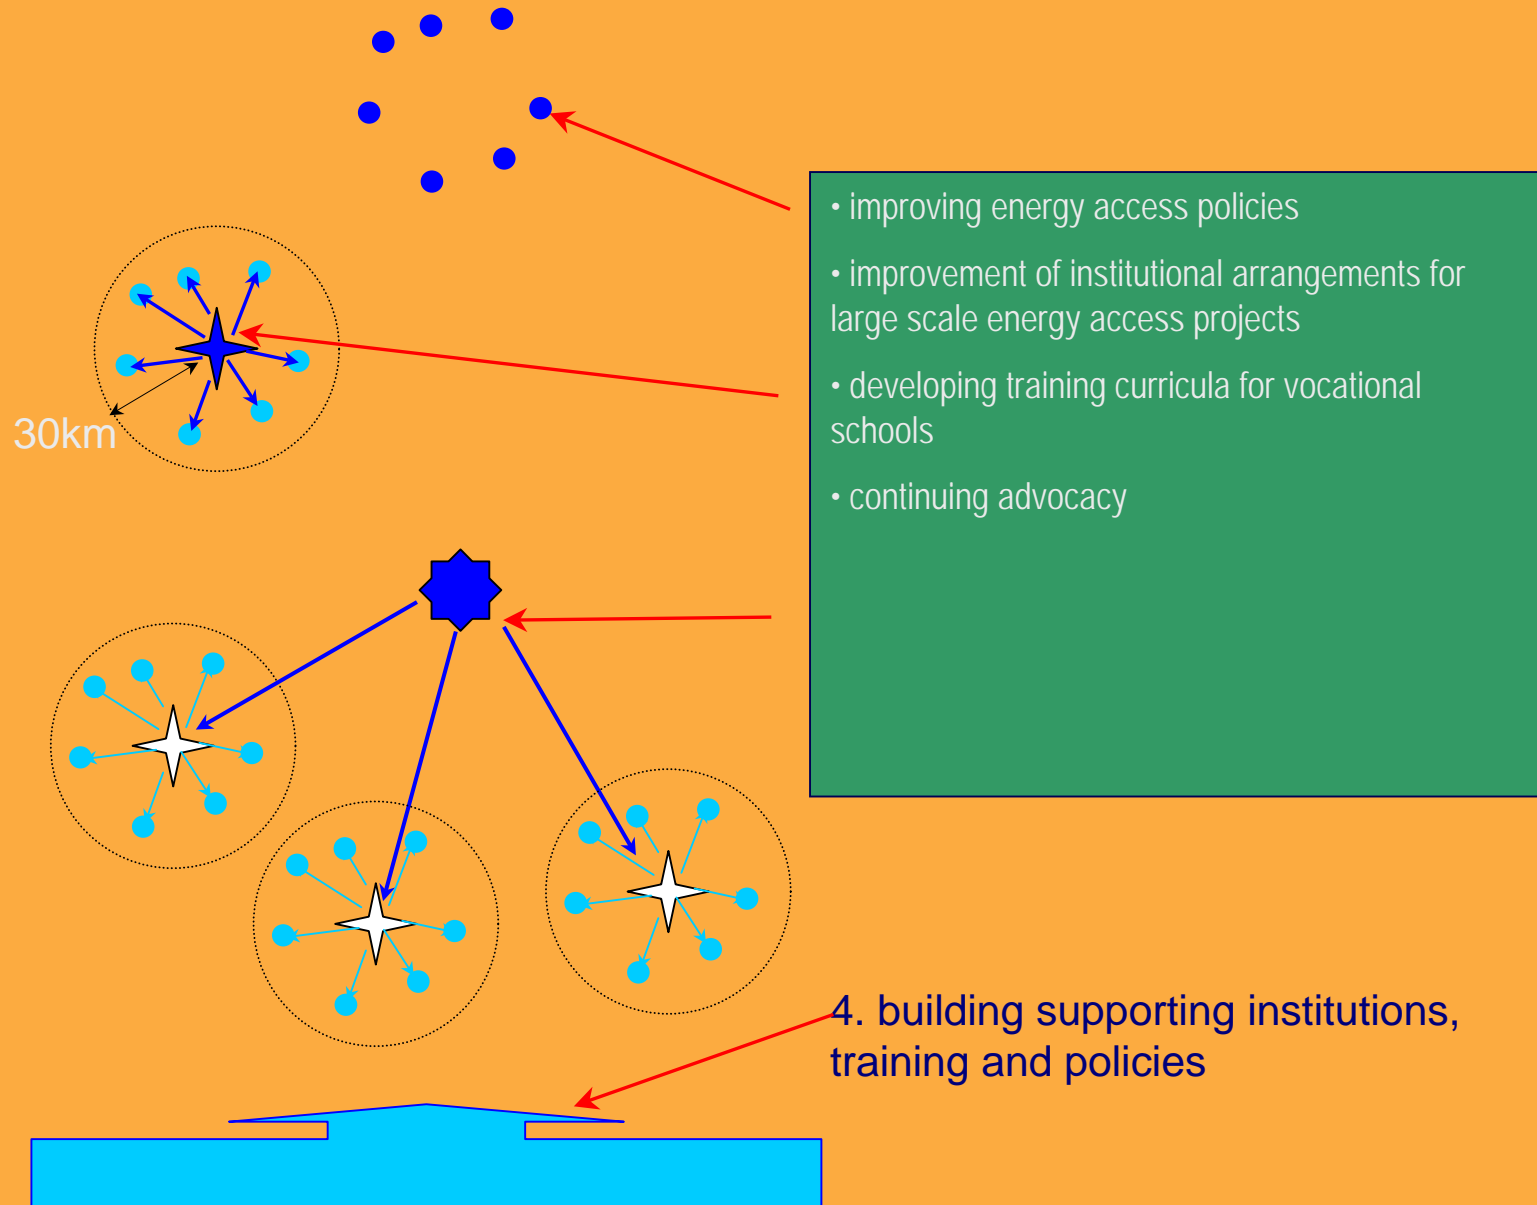 • improving energy access policies
• improvement of institutional arrangements for
large scale energy access projects
• developing training curricula for vocational
schools
• continuing advocacy
30km
4. building supporting institutions,
training and policies